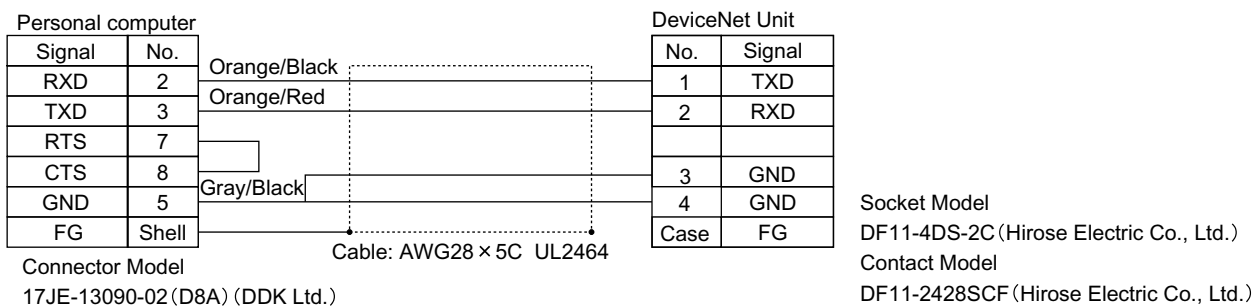 Personal computer
DeviceNet Unit
Signal No.
No. Signal
RXD 2 Orange/Black 1 TXD
TXD 3 Orange/Red 2 RXD
RTS 7
CTS 8 3 GND
Gray/Black
GND 5 4 GND
FG Shell Case FG
Cable: AWG28×5C UL2464
Connector Model
17JE-13090-02(D8A)(DDK Ltd.)
Socket Model
DF11-4DS-2C(Hirose Electric Co., Ltd.)
Contact Model
DF11-2428SCF(Hirose Electric Co., Ltd.)